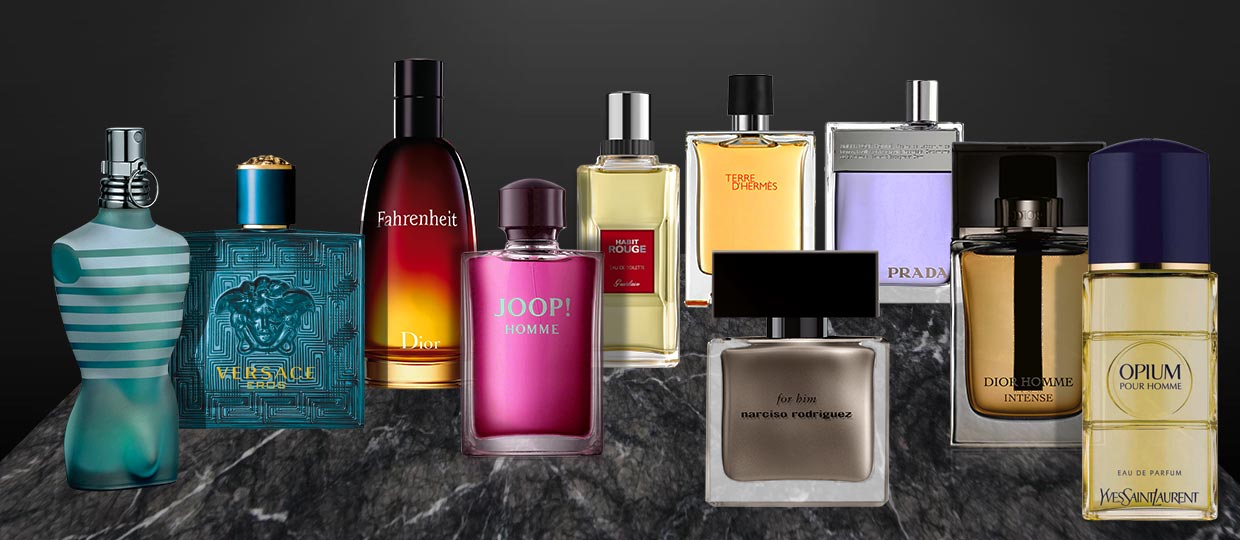 VERSACE
EROS
Fahrenheit
Dior
JOOP!
HOMME
HABIT
ROUGE
EAU DE TOILETTE
Guerlain
TERRE
D'HERMÈS
for him
narciso rodriguez
PRADA
DIOR
DIOR HOMME
INTENSE
OPIUM
POUR HOMME
EAU DE PARFUM
YVESSAINTLAURENT